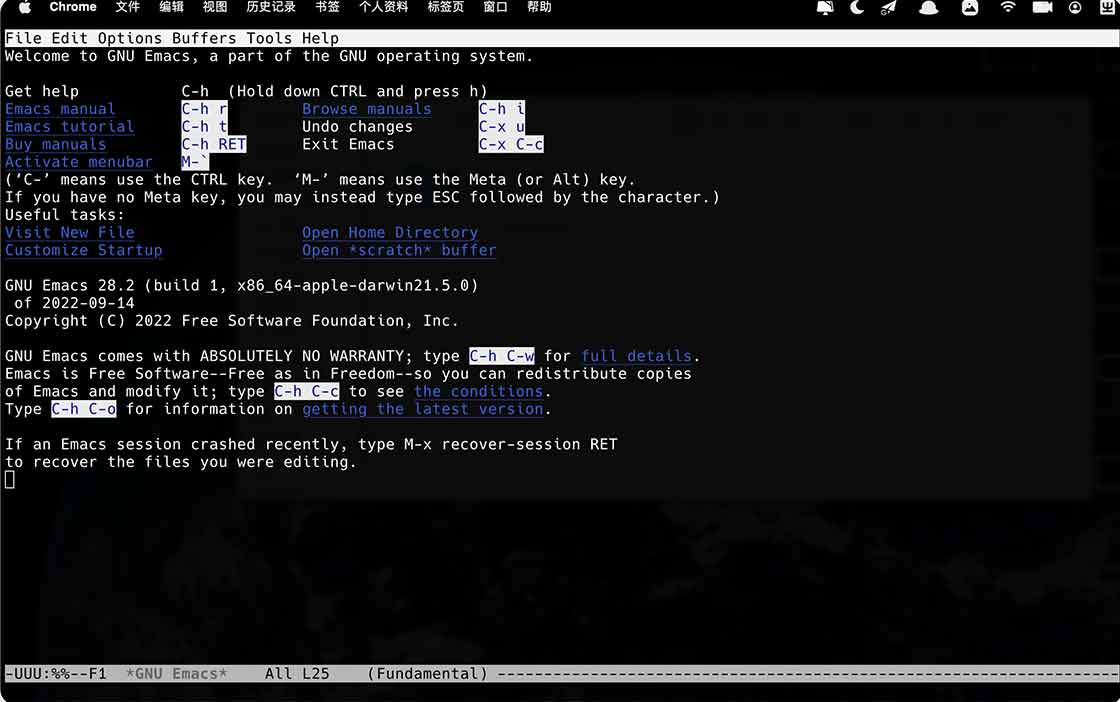 Chrome 文件 编辑 视图 历史记录 书签 个人资料 标签页 窗口 帮助
File Edit Options Buffers Tools Help
Welcome to GNU Emacs, a part of the GNU operating system.
Get help C-h (Hold down CTRL and press h)
Emacs manual C-h r Browse manuals C-h i
Emacs tutorial C-h t Undo changes C-x u
Buy manuals C-h RET Exit Emacs C-x C-c
Activate menubar M-`
(‘C-’ means use the CTRL key. ‘M-’ means use the Meta (or Alt) key.
If you have no Meta key, you may instead type ESC followed by the character.)
Useful tasks:
Visit New File Open Home Directory
Customize Startup Open *scratch* buffer
GNU Emacs 28.2 (build 1, x86_64-apple-darwin21.5.0)
of 2022-09-14
Copyright (C) 2022 Free Software Foundation, Inc.
GNU Emacs comes with ABSOLUTELY NO WARRANTY; type C-h C-w for full details.
Emacs is Free Software--Free as in Freedom--so you can redistribute copies
of Emacs and modify it; type C-h C-c to see the conditions.
Type C-h C-o for information on getting the latest version.
If an Emacs session crashed recently, type M-x recover-session RET
to recover the files you were editing.
-UUU:%%--F1 *GNU Emacs* All L25 (Fundamental) --------------------------------------------------------------------